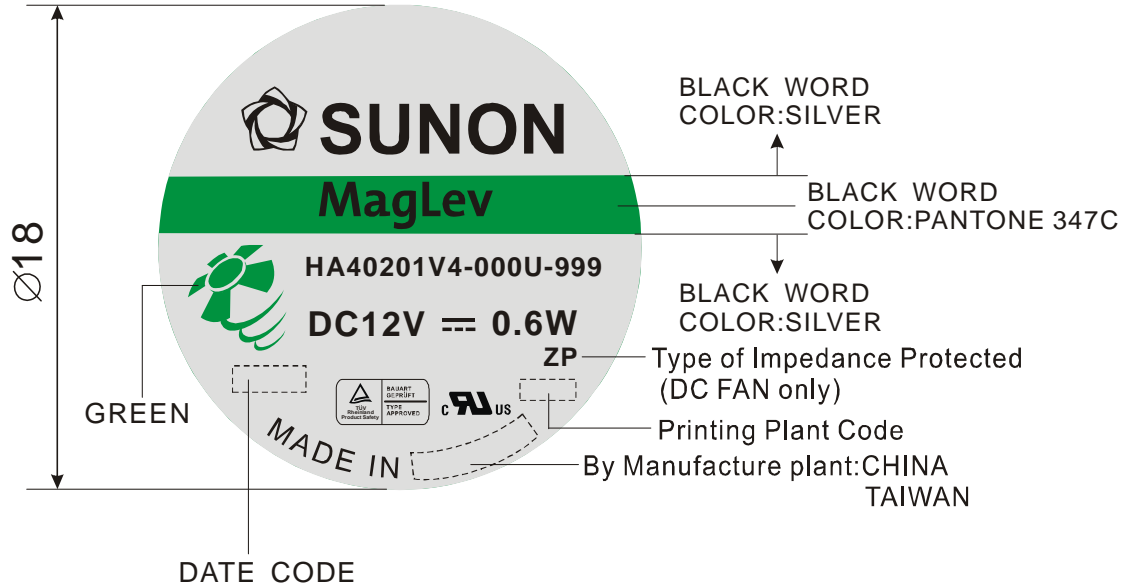 SUNON
MagLev
HA40201V4-000U-999
DC12V ⎓ 0.6W
ZP
TÜV
Rheinland
Product Safety
BAUART
GEPRÜFT
TYPE
APPROVED
C RU US
MADE IN
Ø18
GREEN
DATE CODE
BLACK WORD
COLOR:SILVER
BLACK WORD
COLOR:PANTONE 347C
BLACK WORD
COLOR:SILVER
Type of Impedance Protected
(DC FAN only)
Printing Plant Code
By Manufacture plant:CHINA
TAIWAN